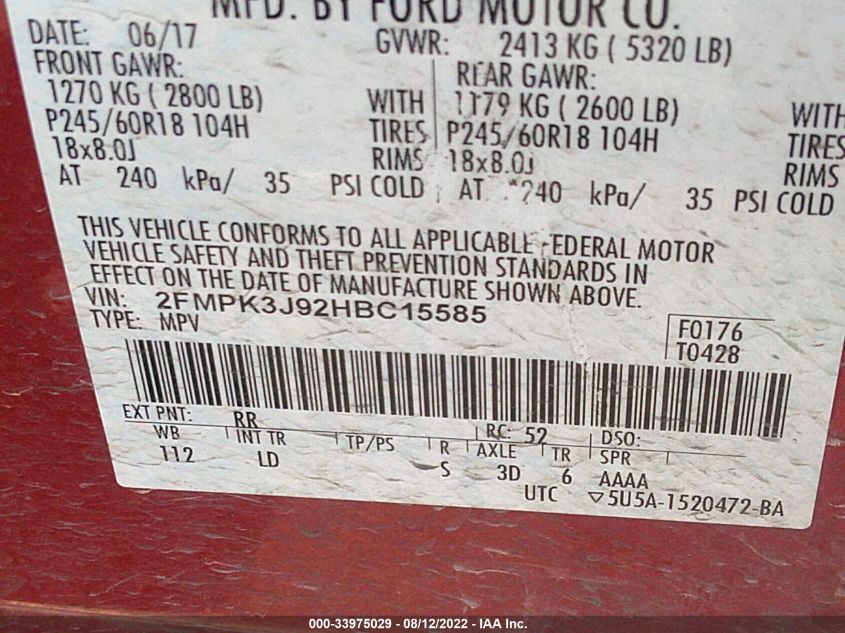 MFD. BY FORD MOTOR CO.
DATE: 06/17 GVWR: 2413 KG ( 5320 LB)
FRONT GAWR: REAR GAWR:
1270 KG ( 2800 LB) WITH 1179 KG ( 2600 LB) WITH
P245/60R18 104H TIRES P245/60R18 104H TIRES
18x8.0J RIMS 18x8.0J RIMS
AT 240 kPa/ 35 PSI COLD AT 240 kPa/ 35 PSI COLD
THIS VEHICLE CONFORMS TO ALL APPLICABLE FEDERAL MOTOR
VEHICLE SAFETY AND THEFT PREVENTION STANDARDS IN
EFFECT ON THE DATE OF MANUFACTURE SHOWN ABOVE.
VIN: 2FMPK3J92HBC15585
TYPE: MPV
F0176
T0428
EXT PNT: RR RC: 52 DSO:
WB INT TR TP/PS R AXLE TR SPR
112 LD S 3D 6 AAAA
UTC ▽5U5A-1520472-BA
000-33975029 - 08/12/2022 - IAA Inc.